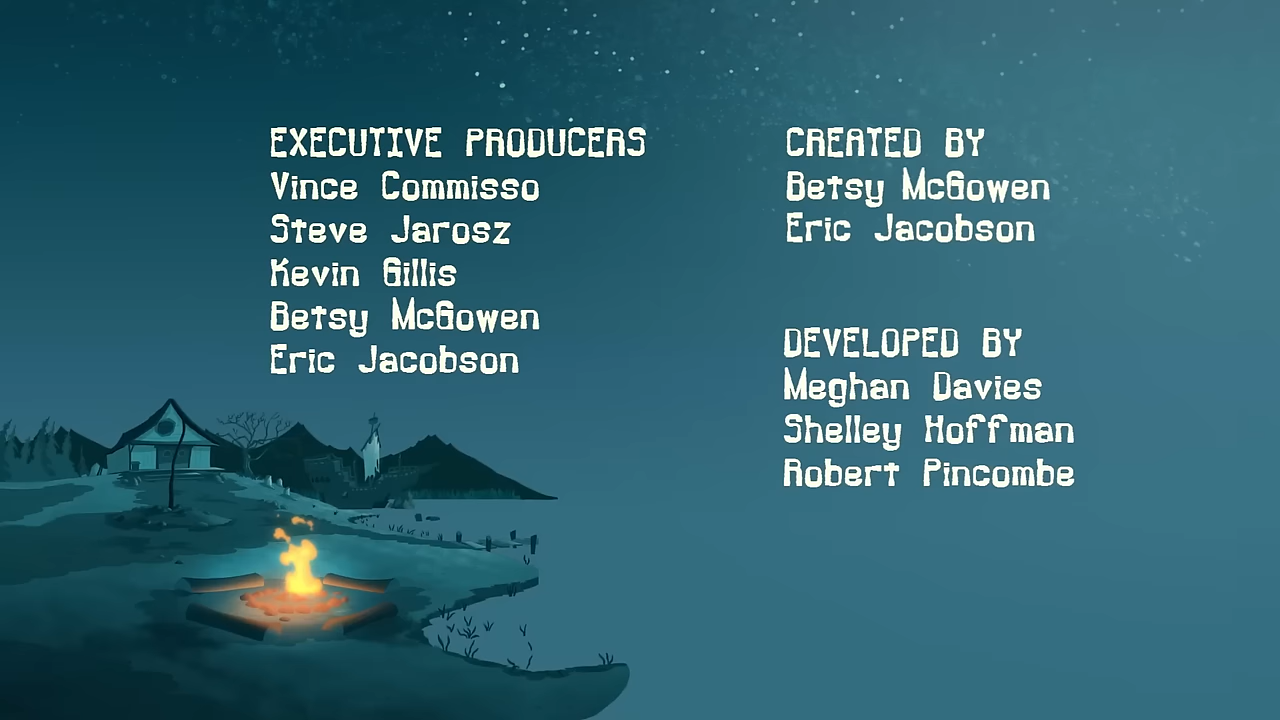 EXECUTIVE PRODUCERS
Vince Commisso
Steve Jarosz
Kevin Gillis
Betsy McGowen
Eric Jacobson
CREATED BY
Betsy McGowen
Eric Jacobson
DEVELOPED BY
Meghan Davies
Shelley Hoffman
Robert Pincombe